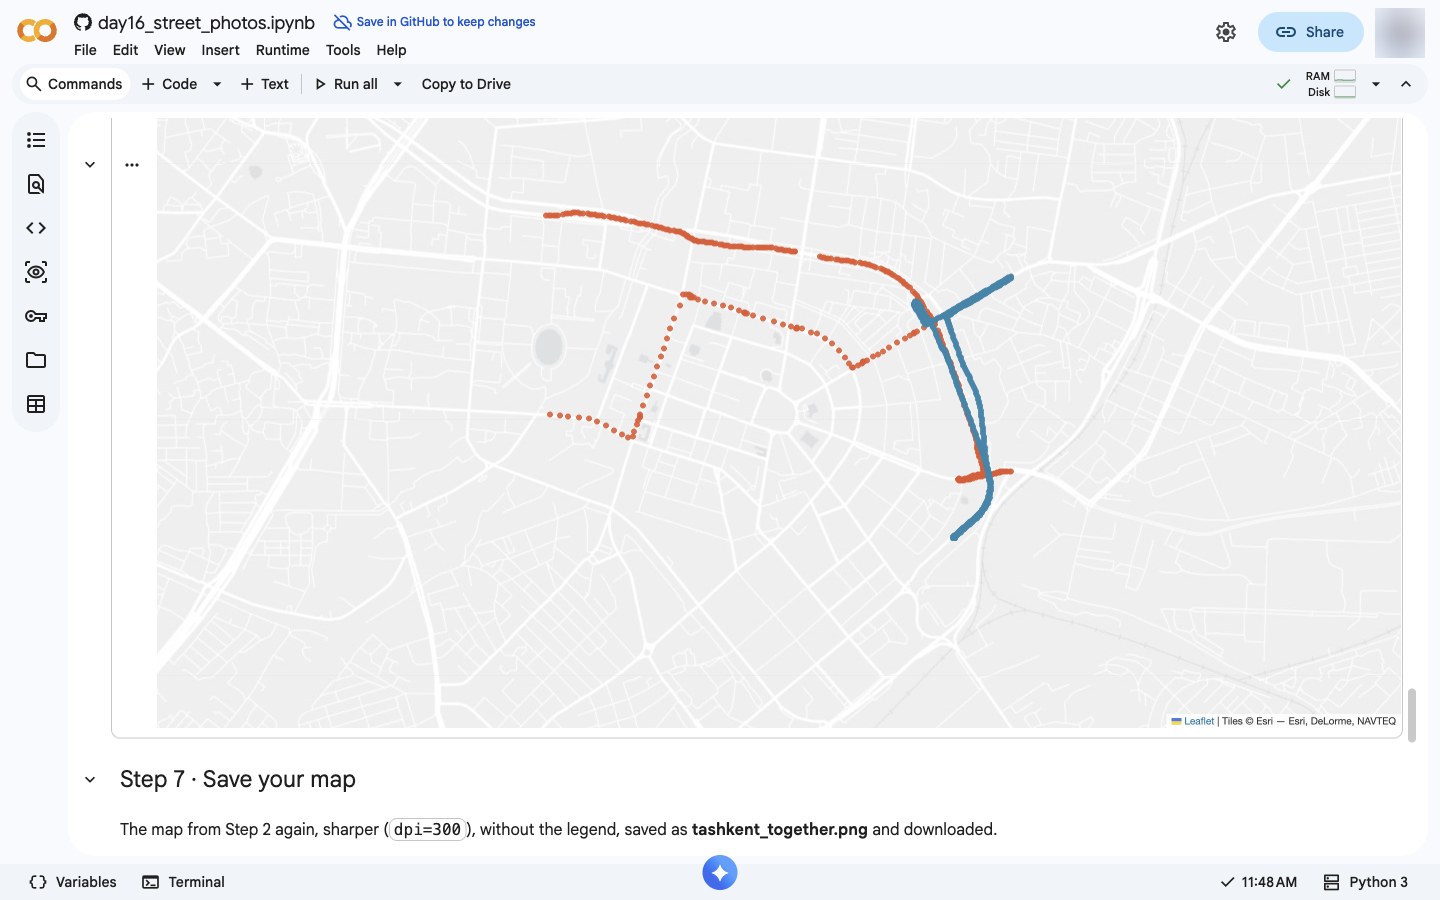 day16_street_photos.ipynb
Save in GitHub to keep changes
File Edit View Insert Runtime Tools Help
Share
Commands + Code + Text Run all Copy to Drive
RAM
Disk
Leaflet | Tiles © Esri — Esri, DeLorme, NAVTEQ
Step 7 · Save your map
The map from Step 2 again, sharper (dpi=300), without the legend, saved as tashkent_together.png and downloaded.
Variables Terminal 11:48 AM Python 3